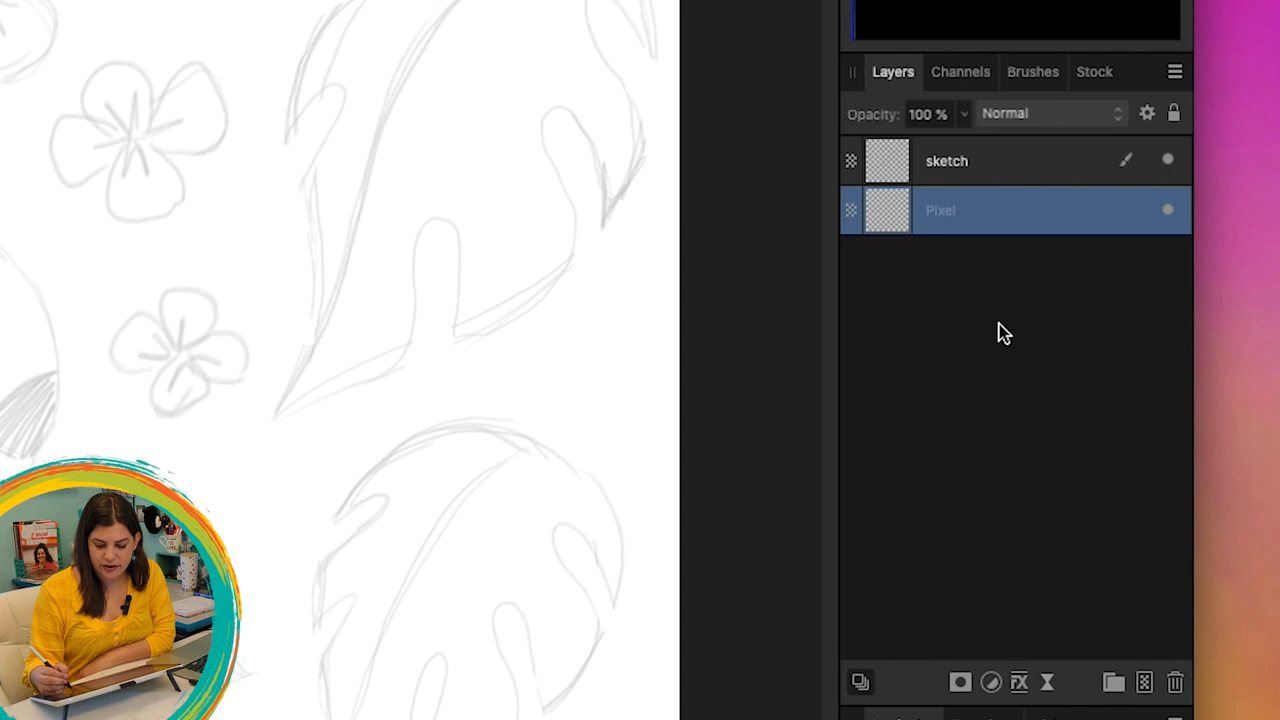 Layers Channels Brushes Stock
Opacity: 100 % Normal
sketch
Pixel